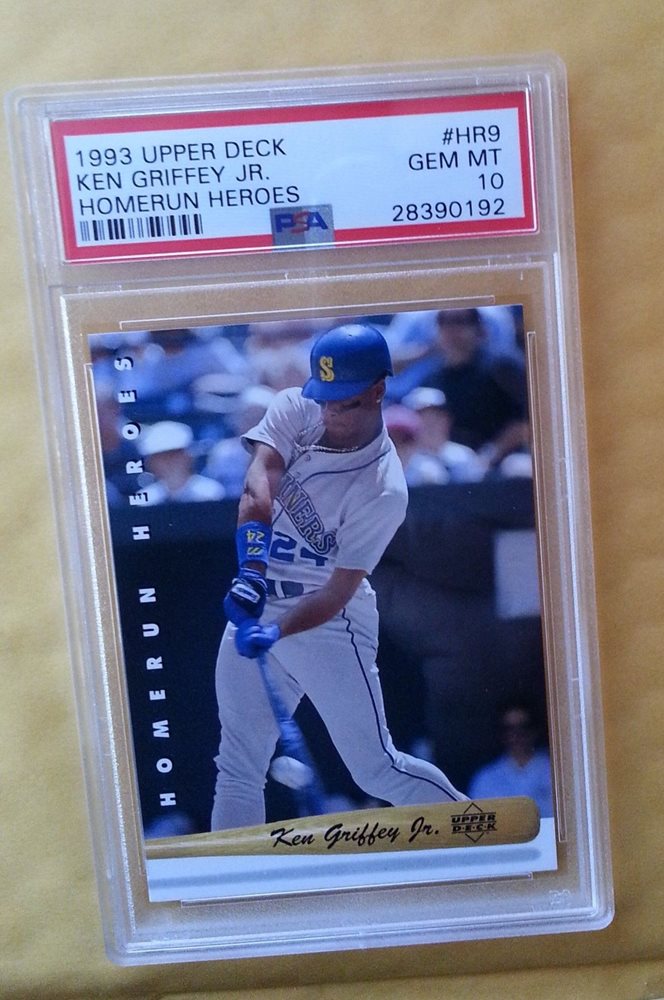 1993 UPPER DECK #HR9
KEN GRIFFEY JR. GEM MT
HOMERUN HEROES 10
PSA 28390192
HOMERUN HEROES
S
24
24
Ken Griffey Jr.
UPPER
DECK